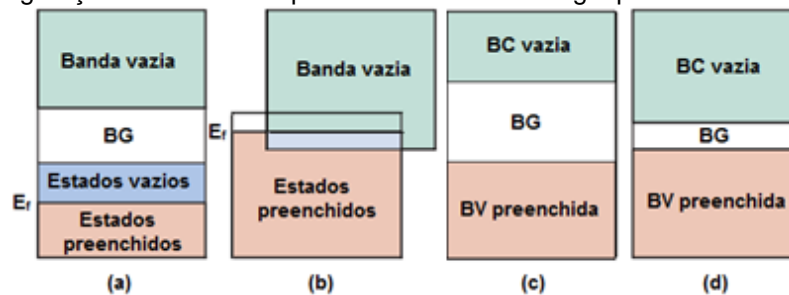 Banda vazia
BG
Estados vazios
Ef
Estados
preenchidos
(a)
Banda vazia
Ef
Estados
preenchidos
(b)
BC vazia
BG
BV preenchida
(c)
BC vazia
BG
BV preenchida
(d)